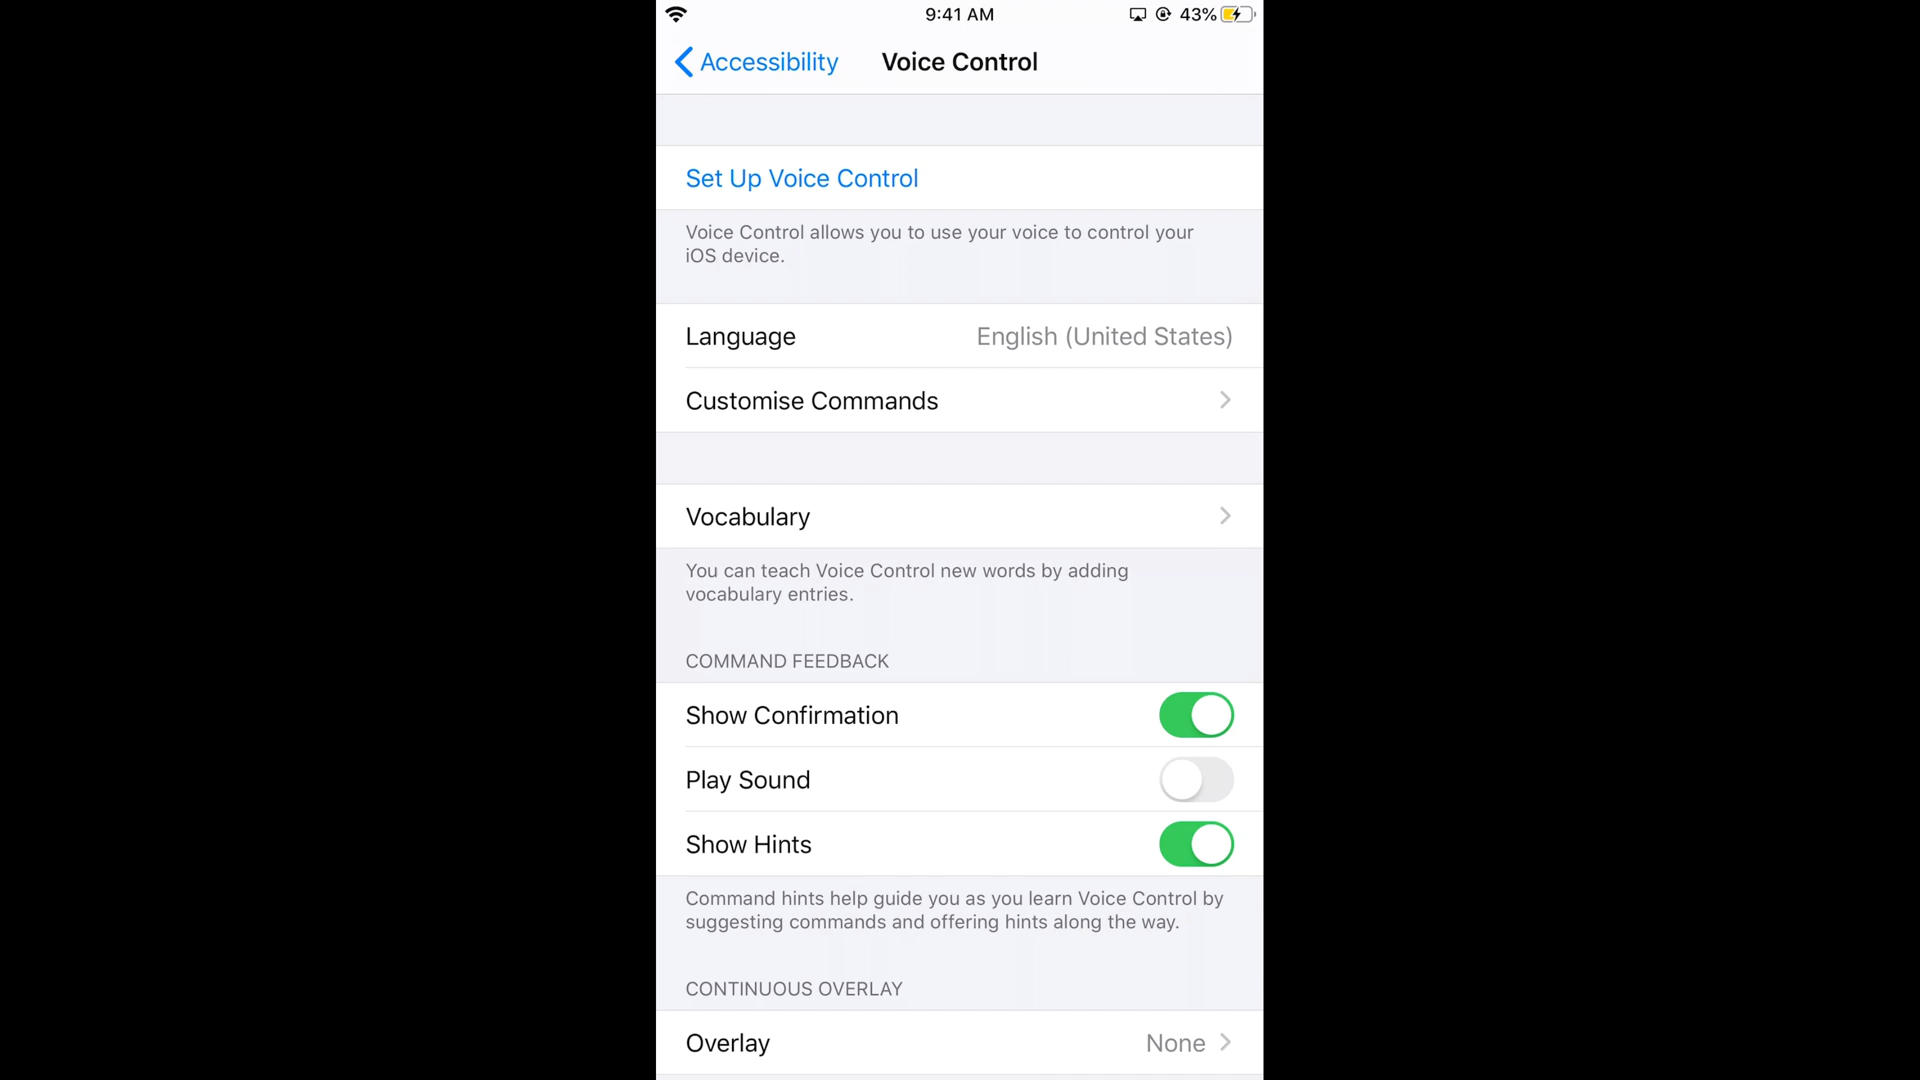 9:41 AM
43%
Accessibility
Voice Control
Set Up Voice Control
Voice Control allows you to use your voice to control your
iOS device.
Language
English (United States)
Customise Commands
Vocabulary
You can teach Voice Control new words by adding
vocabulary entries.
COMMAND FEEDBACK
Show Confirmation
Play Sound
Show Hints
Command hints help guide you as you learn Voice Control by
suggesting commands and offering hints along the way.
CONTINUOUS OVERLAY
Overlay
None